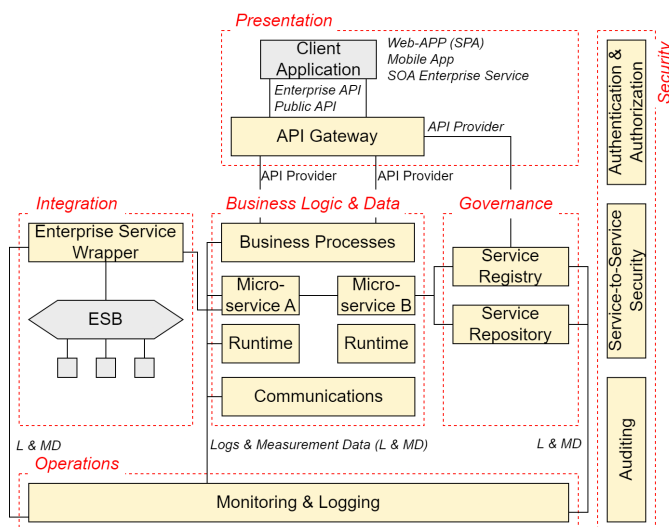 Presentation
Client
Application
Web-APP (SPA)
Mobile App
SOA Enterprise Service
Enterprise API
Public API
API Gateway
API Provider
API Provider
API Provider
Security
Authentication &
Authorization
Service-to-Service
Security
Auditing
Integration
Enterprise Service
Wrapper
ESB
Business Logic & Data
Business Processes
Micro-
service A
Micro-
service B
Runtime
Runtime
Communications
Governance
Service
Registry
Service
Repository
L & MD
Logs & Measurement Data (L & MD)
L & MD
Operations
Monitoring & Logging